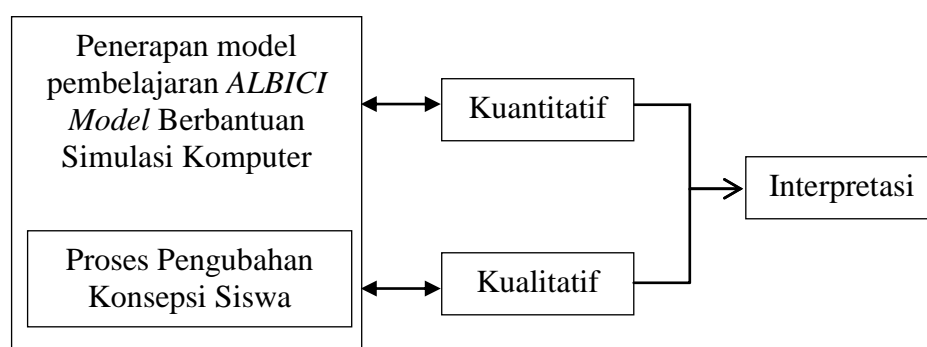 Penerapan model
pembelajaran ALBICI
Model Berbantuan
Simulasi Komputer
Kuantitatif
Interpretasi
Proses Pengubahan
Konsepsi Siswa
Kualitatif